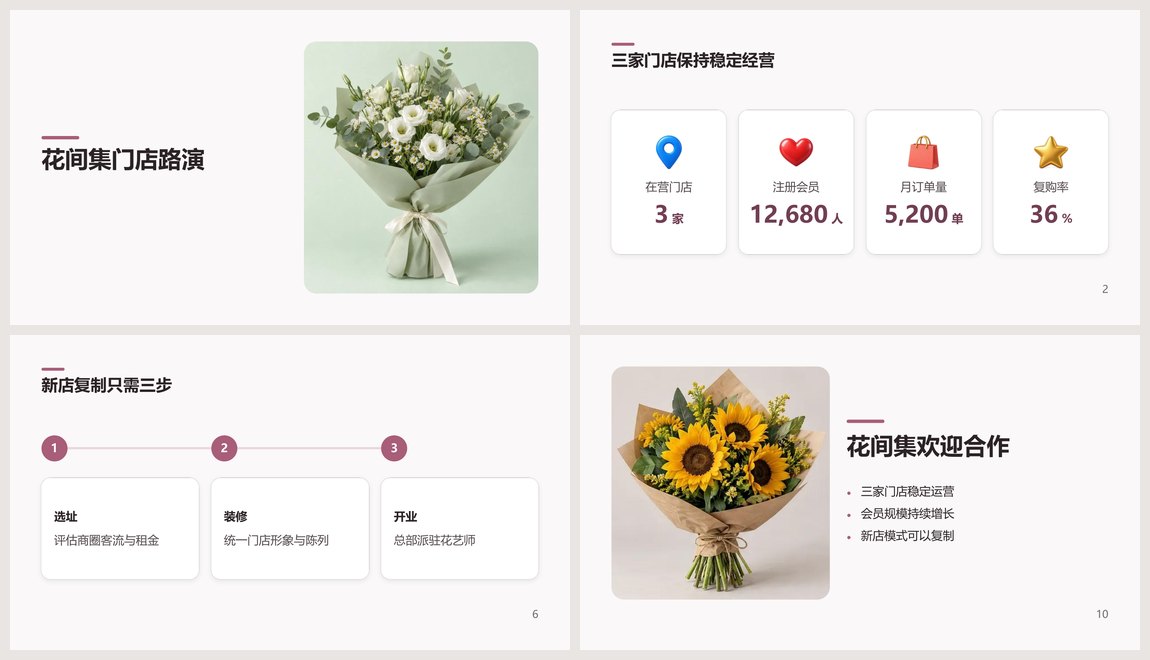 花间集门店路演
三家门店保持稳定经营
在营门店
3 家
注册会员
12,680 人
月订单量
5,200 单
复购率
36 %
2
新店复制只需三步
1
2
3
选址
评估商圈客流与租金
装修
统一门店形象与陈列
开业
总部派驻花艺师
6
花间集欢迎合作
• 三家门店稳定运营
• 会员规模持续增长
• 新店模式可以复制
10